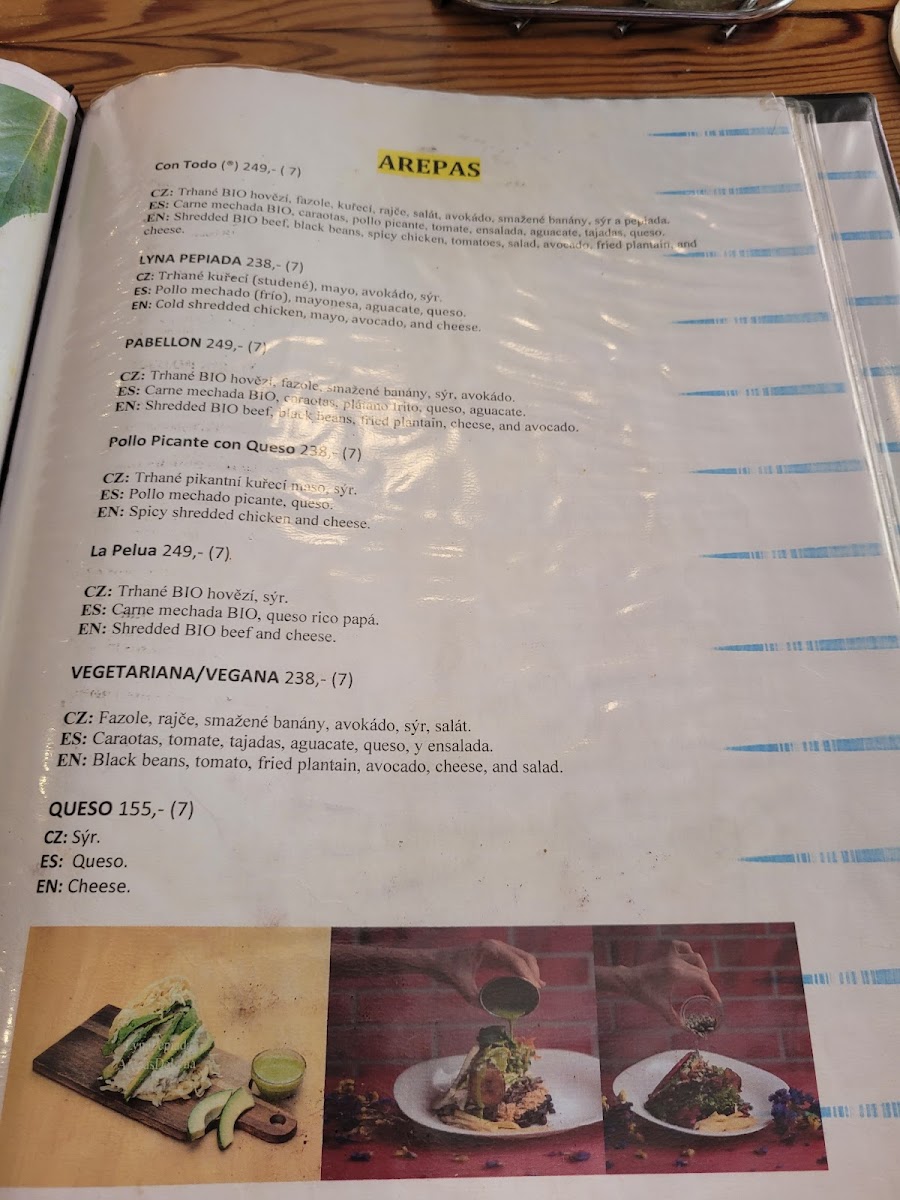 AREPAS
Con Todo (*) 249,- ( 7)
CZ: Trhané BIO hovězí, fazole, kuřecí, rajče, salát, avokádo, smažené banány, sýr a pepiada.
ES: Carne mechada BIO, caraotas, pollo picante, tomate, ensalada, aguacate, tajadas, queso.
EN: Shredded BIO beef, black beans, spicy chicken, tomatoes, salad, avocado, fried plantain, and
cheese.
LYNA PEPIADA 238,- (7)
CZ: Trhané kuřecí (studené), mayo, avokádo, sýr.
ES: Pollo mechado (frío), mayonesa, aguacate, queso.
EN: Cold shredded chicken, mayo, avocado, and cheese.
PABELLON 249,- (7)
CZ: Trhané BIO hovězí, fazole, smažené banány, sýr, avokádo.
ES: Carne mechada BIO, caraotas, plátano frito, queso, aguacate.
EN: Shredded BIO beef, black beans, fried plantain, cheese, and avocado.
Pollo Picante con Queso 238,- (7)
CZ: Trhané pikantní kuřecí maso, sýr.
ES: Pollo mechado picante, queso.
EN: Spicy shredded chicken and cheese.
La Pelua 249,- (7).
CZ: Trhané BIO hovězí, sýr.
ES: Carne mechada BIO, queso rico papá.
EN: Shredded BIO beef and cheese.
VEGETARIANA/VEGANA 238,- (7)
CZ: Fazole, rajče, smažené banány, avokádo, sýr, salát.
ES: Caraotas, tomate, tajadas, aguacate, queso, y ensalada.
EN: Black beans, tomato, fried plantain, avocado, cheese, and salad.
QUESO 155,- (7)
CZ: Sýr.
ES: Queso.
EN: Cheese.